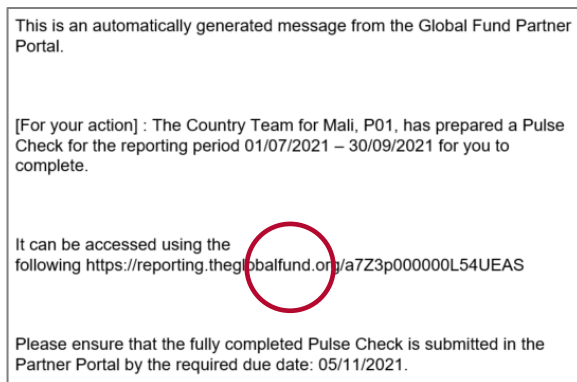 This is an automatically generated message from the Global Fund Partner
Portal.
[For your action] : The Country Team for Mali, P01, has prepared a Pulse
Check for the reporting period 01/07/2021 – 30/09/2021 for you to
complete.
It can be accessed using the
following https://reporting.theglobalfund.org/a7Z3p000000L54UEAS
Please ensure that the fully completed Pulse Check is submitted in the
Partner Portal by the required due date: 05/11/2021.